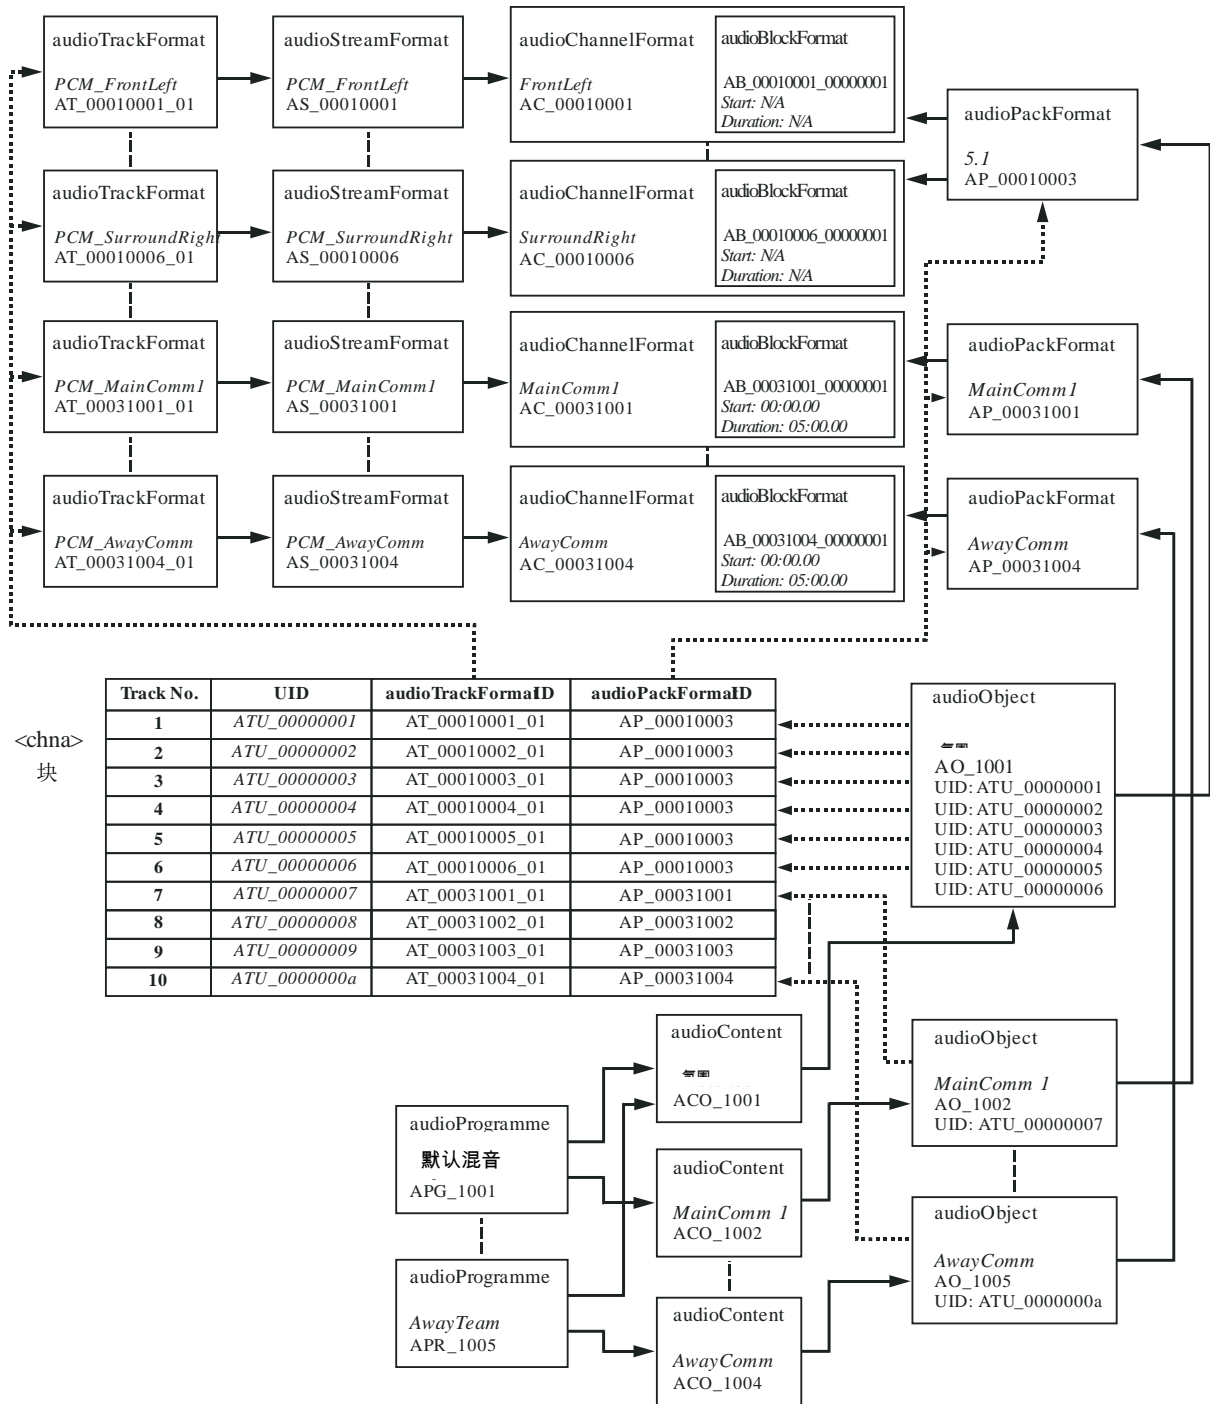 audioTrackFormat
PCM_FrontLeft
AT_00010001_01
audioStreamFormat
PCM_FrontLeft
AS_00010001
audioChannelFormat
FrontLeft
AC_00010001
audioBlockFormat
AB_00010001_00000001
Start: N/A
Duration: N/A
audioPackFormat
5.1
AP_00010003
audioTrackFormat
PCM_SurroundRight
AT_00010006_01
audioStreamFormat
PCM_SurroundRight
AS_00010006
audioChannelFormat
SurroundRight
AC_00010006
audioBlockFormat
AB_00010006_00000001
Start: N/A
Duration: N/A
audioTrackFormat
PCM_MainComm1
AT_00031001_01
audioStreamFormat
PCM_MainComm1
AS_00031001
audioChannelFormat
MainComm1
AC_00031001
audioBlockFormat
AB_00031001_00000001
Start: 00:00.00
Duration: 05:00.00
audioPackFormat
MainComm1
AP_00031001
audioTrackFormat
PCM_AwayComm
AT_00031004_01
audioStreamFormat
PCM_AwayComm
AS_00031004
audioChannelFormat
AwayComm
AC_00031004
audioBlockFormat
AB_00031004_00000001
Start: 00:00.00
Duration: 05:00.00
audioPackFormat
AwayComm
AP_00031004
<chna>
块
Track No. UID audioTrackFormatID audioPackFormatID
1 ATU_00000001 AT_00010001_01 AP_00010003
2 ATU_00000002 AT_00010002_01 AP_00010003
3 ATU_00000003 AT_00010003_01 AP_00010003
4 ATU_00000004 AT_00010004_01 AP_00010003
5 ATU_00000005 AT_00010005_01 AP_00010003
6 ATU_00000006 AT_00010006_01 AP_00010003
7 ATU_00000007 AT_00031001_01 AP_00031001
8 ATU_00000008 AT_00031002_01 AP_00031002
9 ATU_00000009 AT_00031003_01 AP_00031003
10 ATU_0000000a AT_00031004_01 AP_00031004
audioObject
AO_1001
UID: ATU_00000001
UID: ATU_00000002
UID: ATU_00000003
UID: ATU_00000004
UID: ATU_00000005
UID: ATU_00000006
audioContent
ACO_1001
audioObject
MainComm 1
AO_1002
UID: ATU_00000007
audioProgramme
默认混音
APG_1001
audioContent
MainComm 1
ACO_1002
audioObject
AwayComm
AO_1005
UID: ATU_0000000a
audioProgramme
AwayTeam
APR_1005
audioContent
AwayComm
ACO_1004